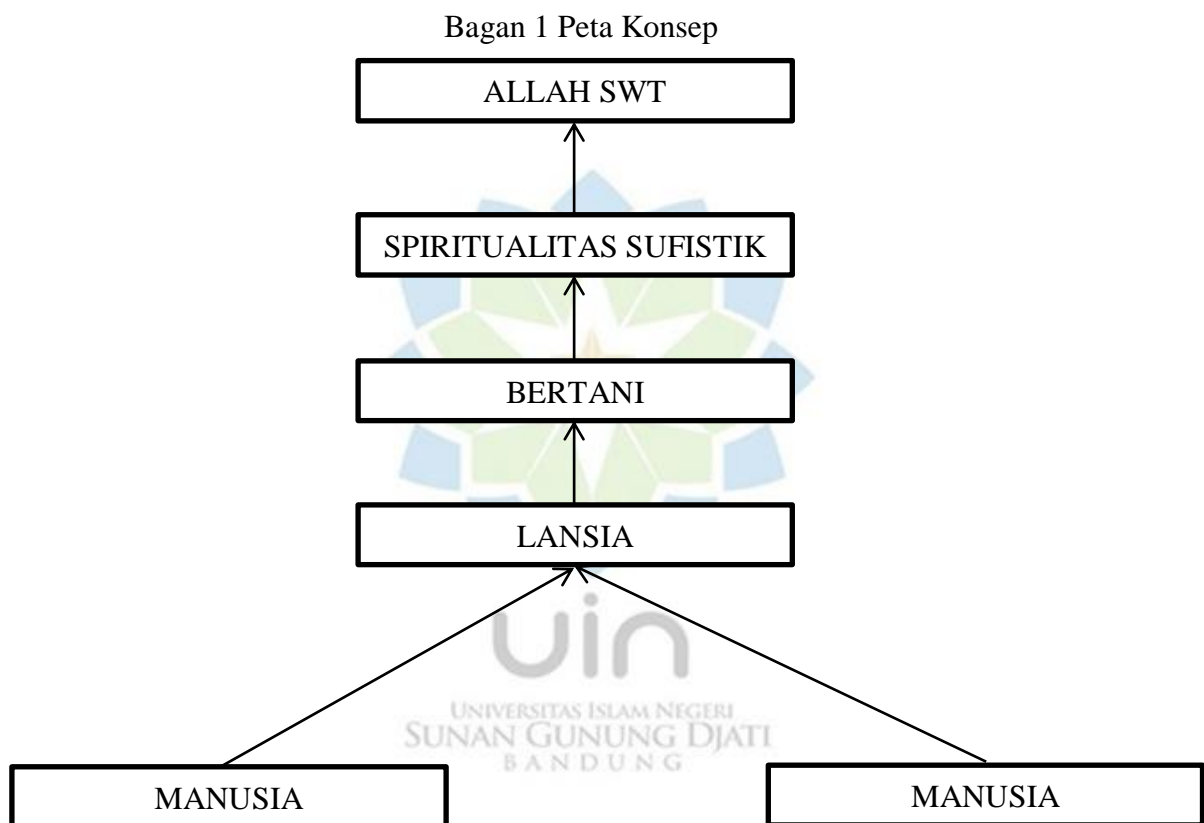 Bagan 1 Peta Konsep
ALLAH SWT
SPIRITUALITAS SUFISTIK
BERTANI
LANSIA
uin
UNIVERSITAS ISLAM NEGERI
SUNAN GUNUNG DJATI
BANDUNG
MANUSIA
MANUSIA